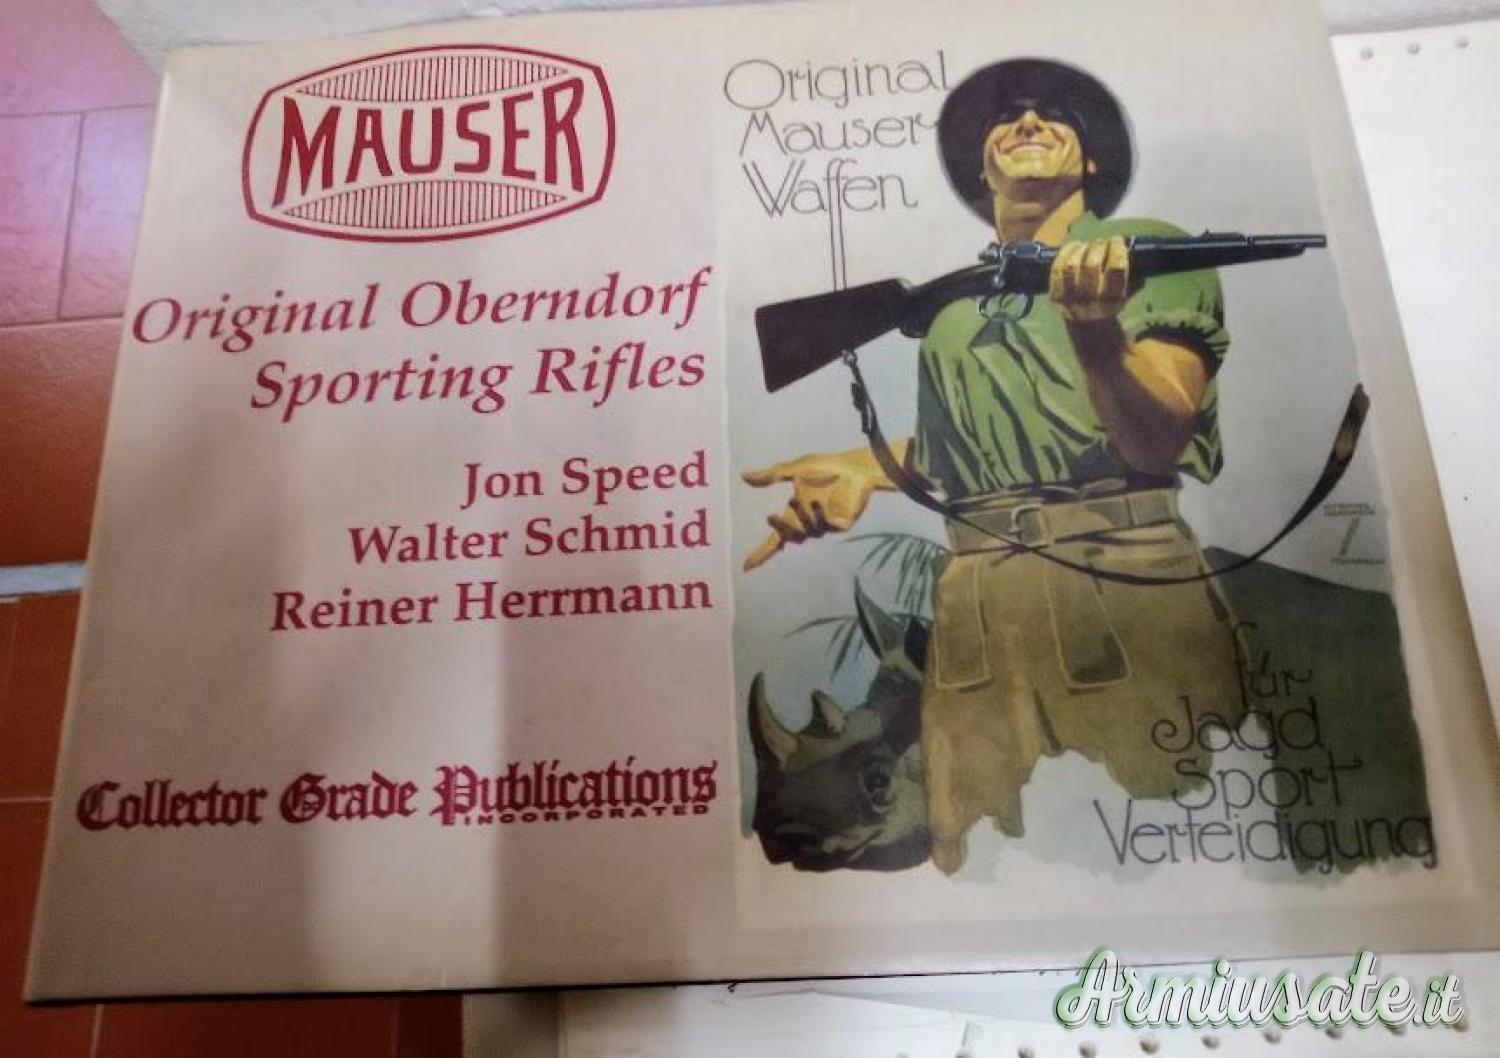 MAUSER
Original Oberndorf
Sporting Rifles
Jon Speed
Walter Schmid
Reiner Herrmann
Collector Grade Publications
INCORPORATED
Original
Mauser
Waffen
für
Jagd
Sport
Verteidigung
Armiusate.it